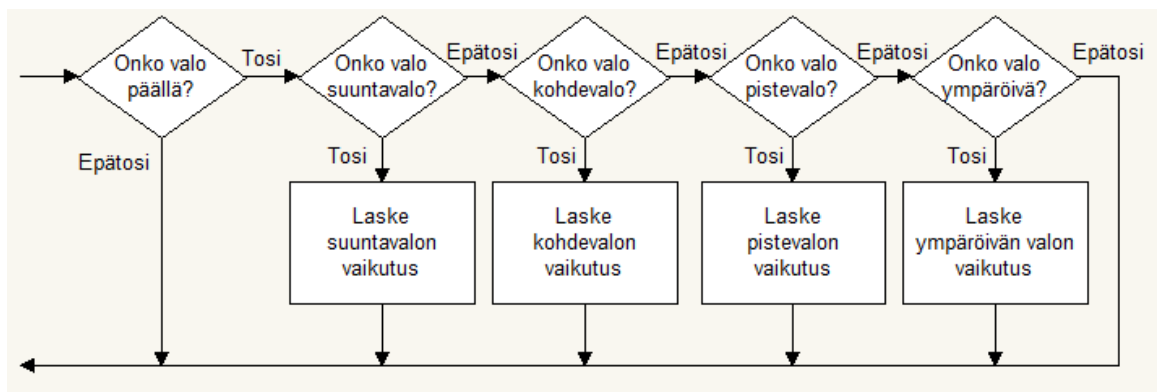 Onko valo
päällä?
Tosi
Onko valo
suuntavalo?
Epätosi
Onko valo
kohdevalo?
Epätosi
Onko valo
pistevalo?
Epätosi
Onko valo
ympäröivä?
Epätosi
Epätosi
Tosi
Tosi
Tosi
Tosi
Laske
suuntavalon
vaikutus
Laske
kohdevalon
vaikutus
Laske
pistevalon
vaikutus
Laske
ympäröivän valon
vaikutus